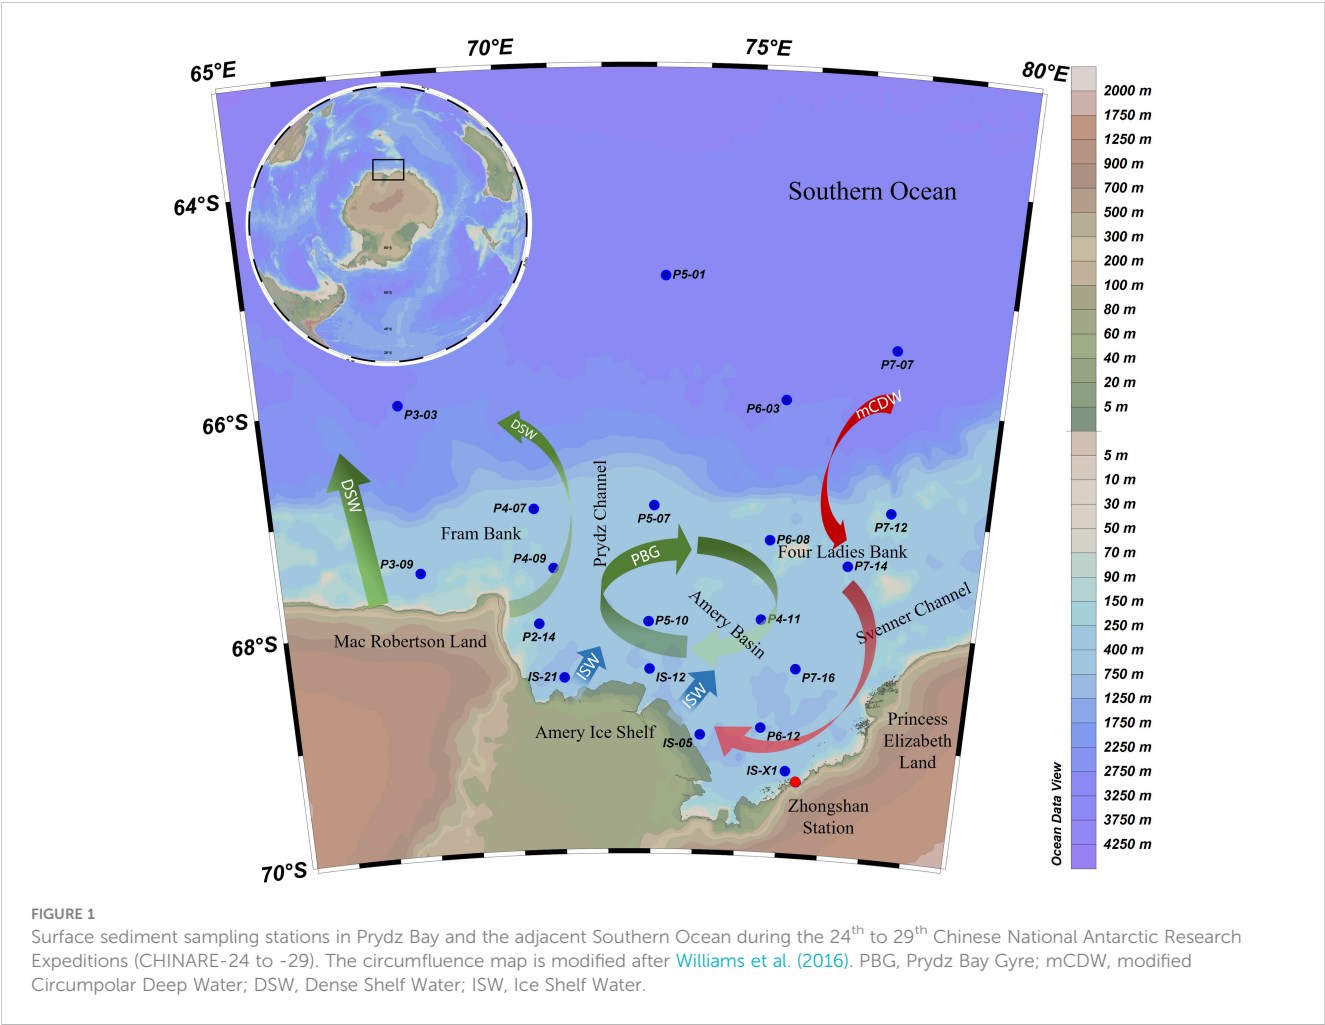 65°E
70°E
75°E
80°E
64°S
66°S
68°S
70°S
Southern Ocean
P5-01
P7-07
P6-03
P3-03
mCDW
DSW
DSW
P4-07
P5-07
P7-12
Prydz Channel
Fram Bank
P6-08
Four Ladies Bank
P4-09
P3-09
PBG
P7-14
Amery Basin
P4-11
Svenner Channel
P5-10
P2-14
Mac Robertson Land
ISW
IS-21
IS-12
P7-16
ISW
Amery Ice Shelf
IS-05
P6-12
Princess
Elizabeth
Land
IS-X1
Zhongshan
Station
2000 m
1750 m
1250 m
900 m
700 m
500 m
300 m
200 m
100 m
80 m
60 m
40 m
20 m
5 m
5 m
10 m
30 m
50 m
70 m
90 m
150 m
250 m
400 m
750 m
1250 m
1750 m
2250 m
2750 m
3250 m
3750 m
4250 m
Ocean Data View
FIGURE 1
Surface sediment sampling stations in Prydz Bay and the adjacent Southern Ocean during the 24th to 29th Chinese National Antarctic Research
Expeditions (CHINARE-24 to -29). The circumfluence map is modified after Williams et al. (2016). PBG, Prydz Bay Gyre; mCDW, modified
Circumpolar Deep Water; DSW, Dense Shelf Water; ISW, Ice Shelf Water.